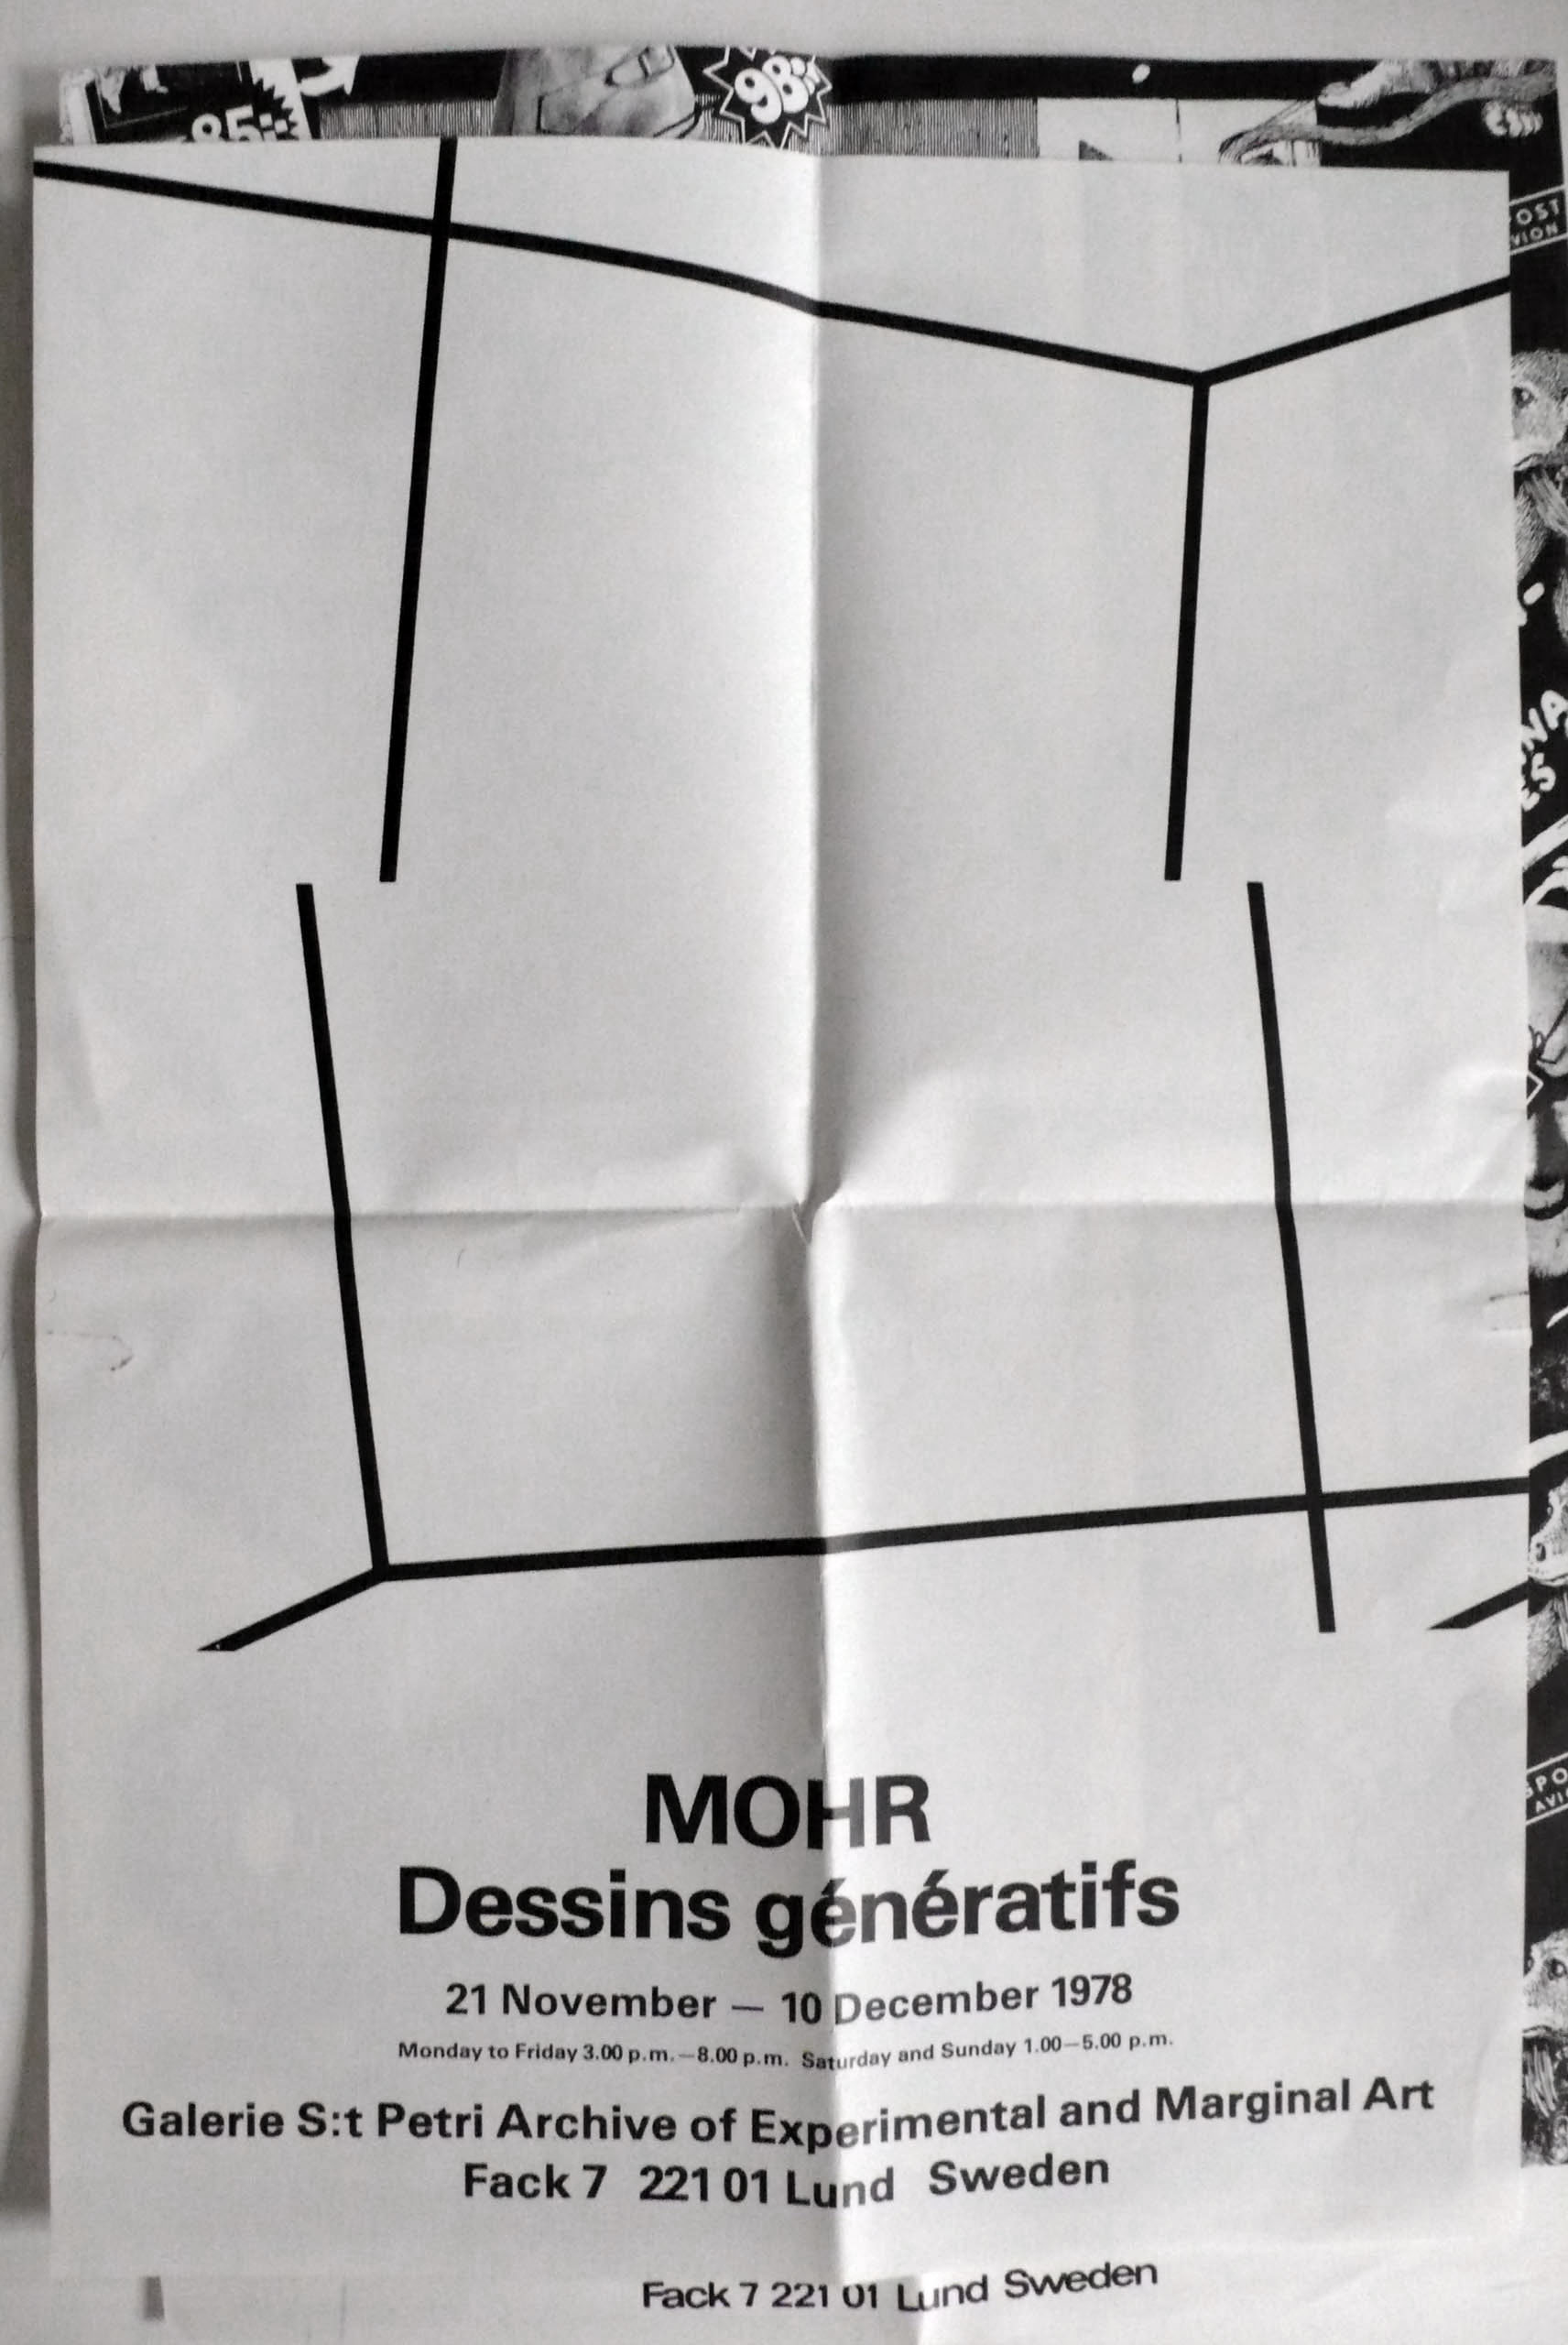 85:-
98:-
MOHR
Dessins génératifs
21 November — 10 December 1978
Monday to Friday 3.00 p.m.—8.00 p.m. Saturday and Sunday 1.00—5.00 p.m.
Galerie S:t Petri Archive of Experimental and Marginal Art
Fack 7 221 01 Lund Sweden
Fack 7 221 01 Lund Sweden